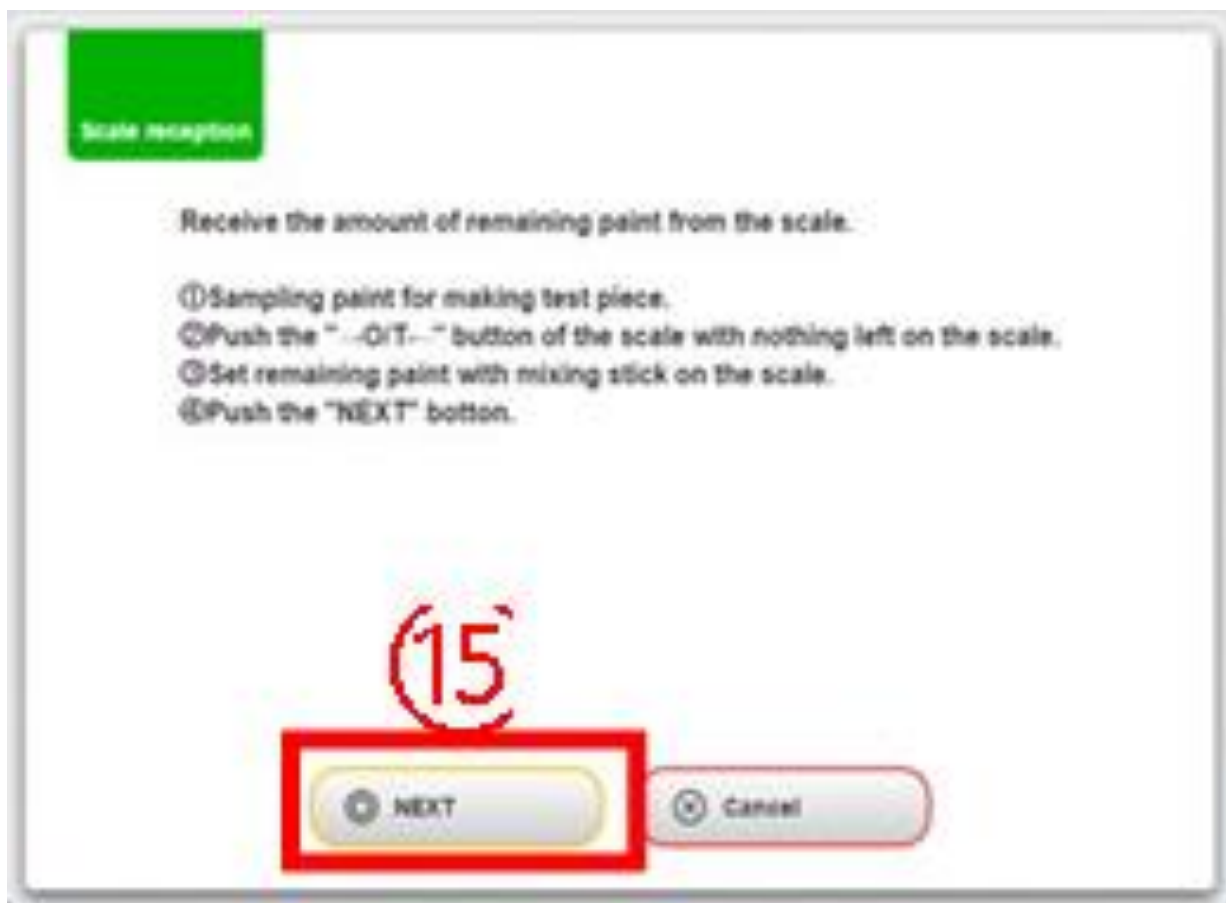 Scale reception
Receive the amount of remaining paint from the scale.
①Sampling paint for making test piece.
②Push the "→O/T←" button of the scale with nothing left on the scale.
③Set remaining paint with mixing stick on the scale.
④Push the "NEXT" botton.
15
NEXT
Cancel